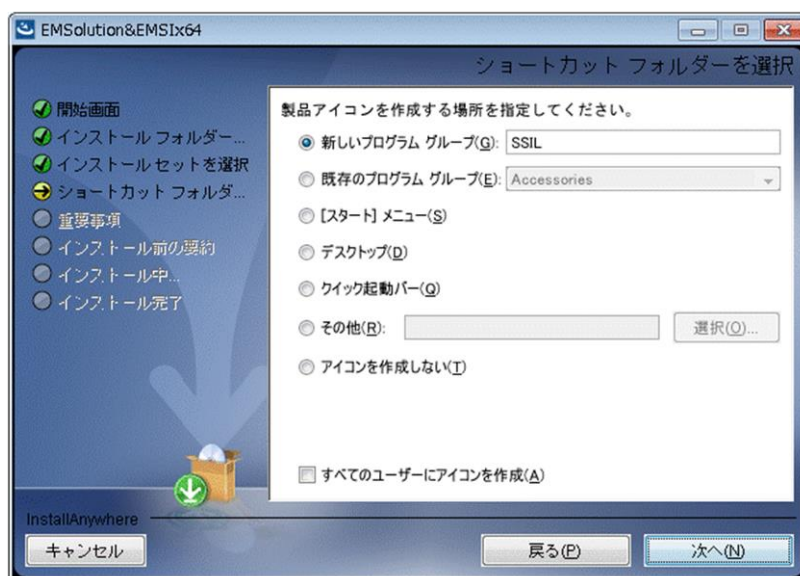 EMSolution&EMSIx64
ショートカット フォルダーを選択
開始画面
インストール フォルダー...
インストール セットを選択
ショートカット フォルダ...
重要事項
インストール前の要約
インストール中...
インストール完了
製品アイコンを作成する場所を指定してください。
新しいプログラム グループ(G): SSIL
既存のプログラム グループ(E): Accessories
[スタート] メニュー(S)
デスクトップ(D)
クイック起動バー(Q)
その他(R): 選択(O)...
アイコンを作成しない(T)
すべてのユーザーにアイコンを作成(A)
InstallAnywhere
キャンセル 戻る(P) 次へ(N)